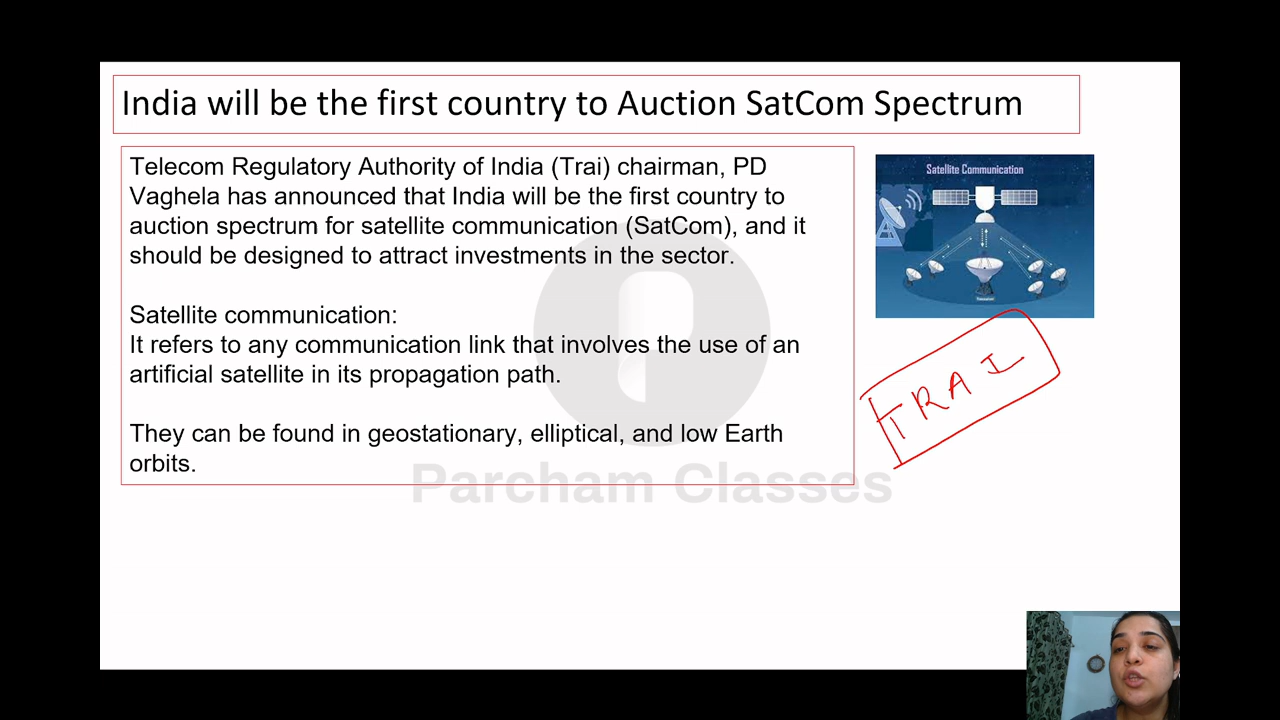 India will be the first country to Auction SatCom Spectrum
Telecom Regulatory Authority of India (Trai) chairman, PD
Vaghela has announced that India will be the first country to
auction spectrum for satellite communication (SatCom), and it
should be designed to attract investments in the sector.
Satellite communication:
It refers to any communication link that involves the use of an
artificial satellite in its propagation path.
They can be found in geostationary, elliptical, and low Earth
orbits.
Satellite Communication
TRAI
Parcham Classes